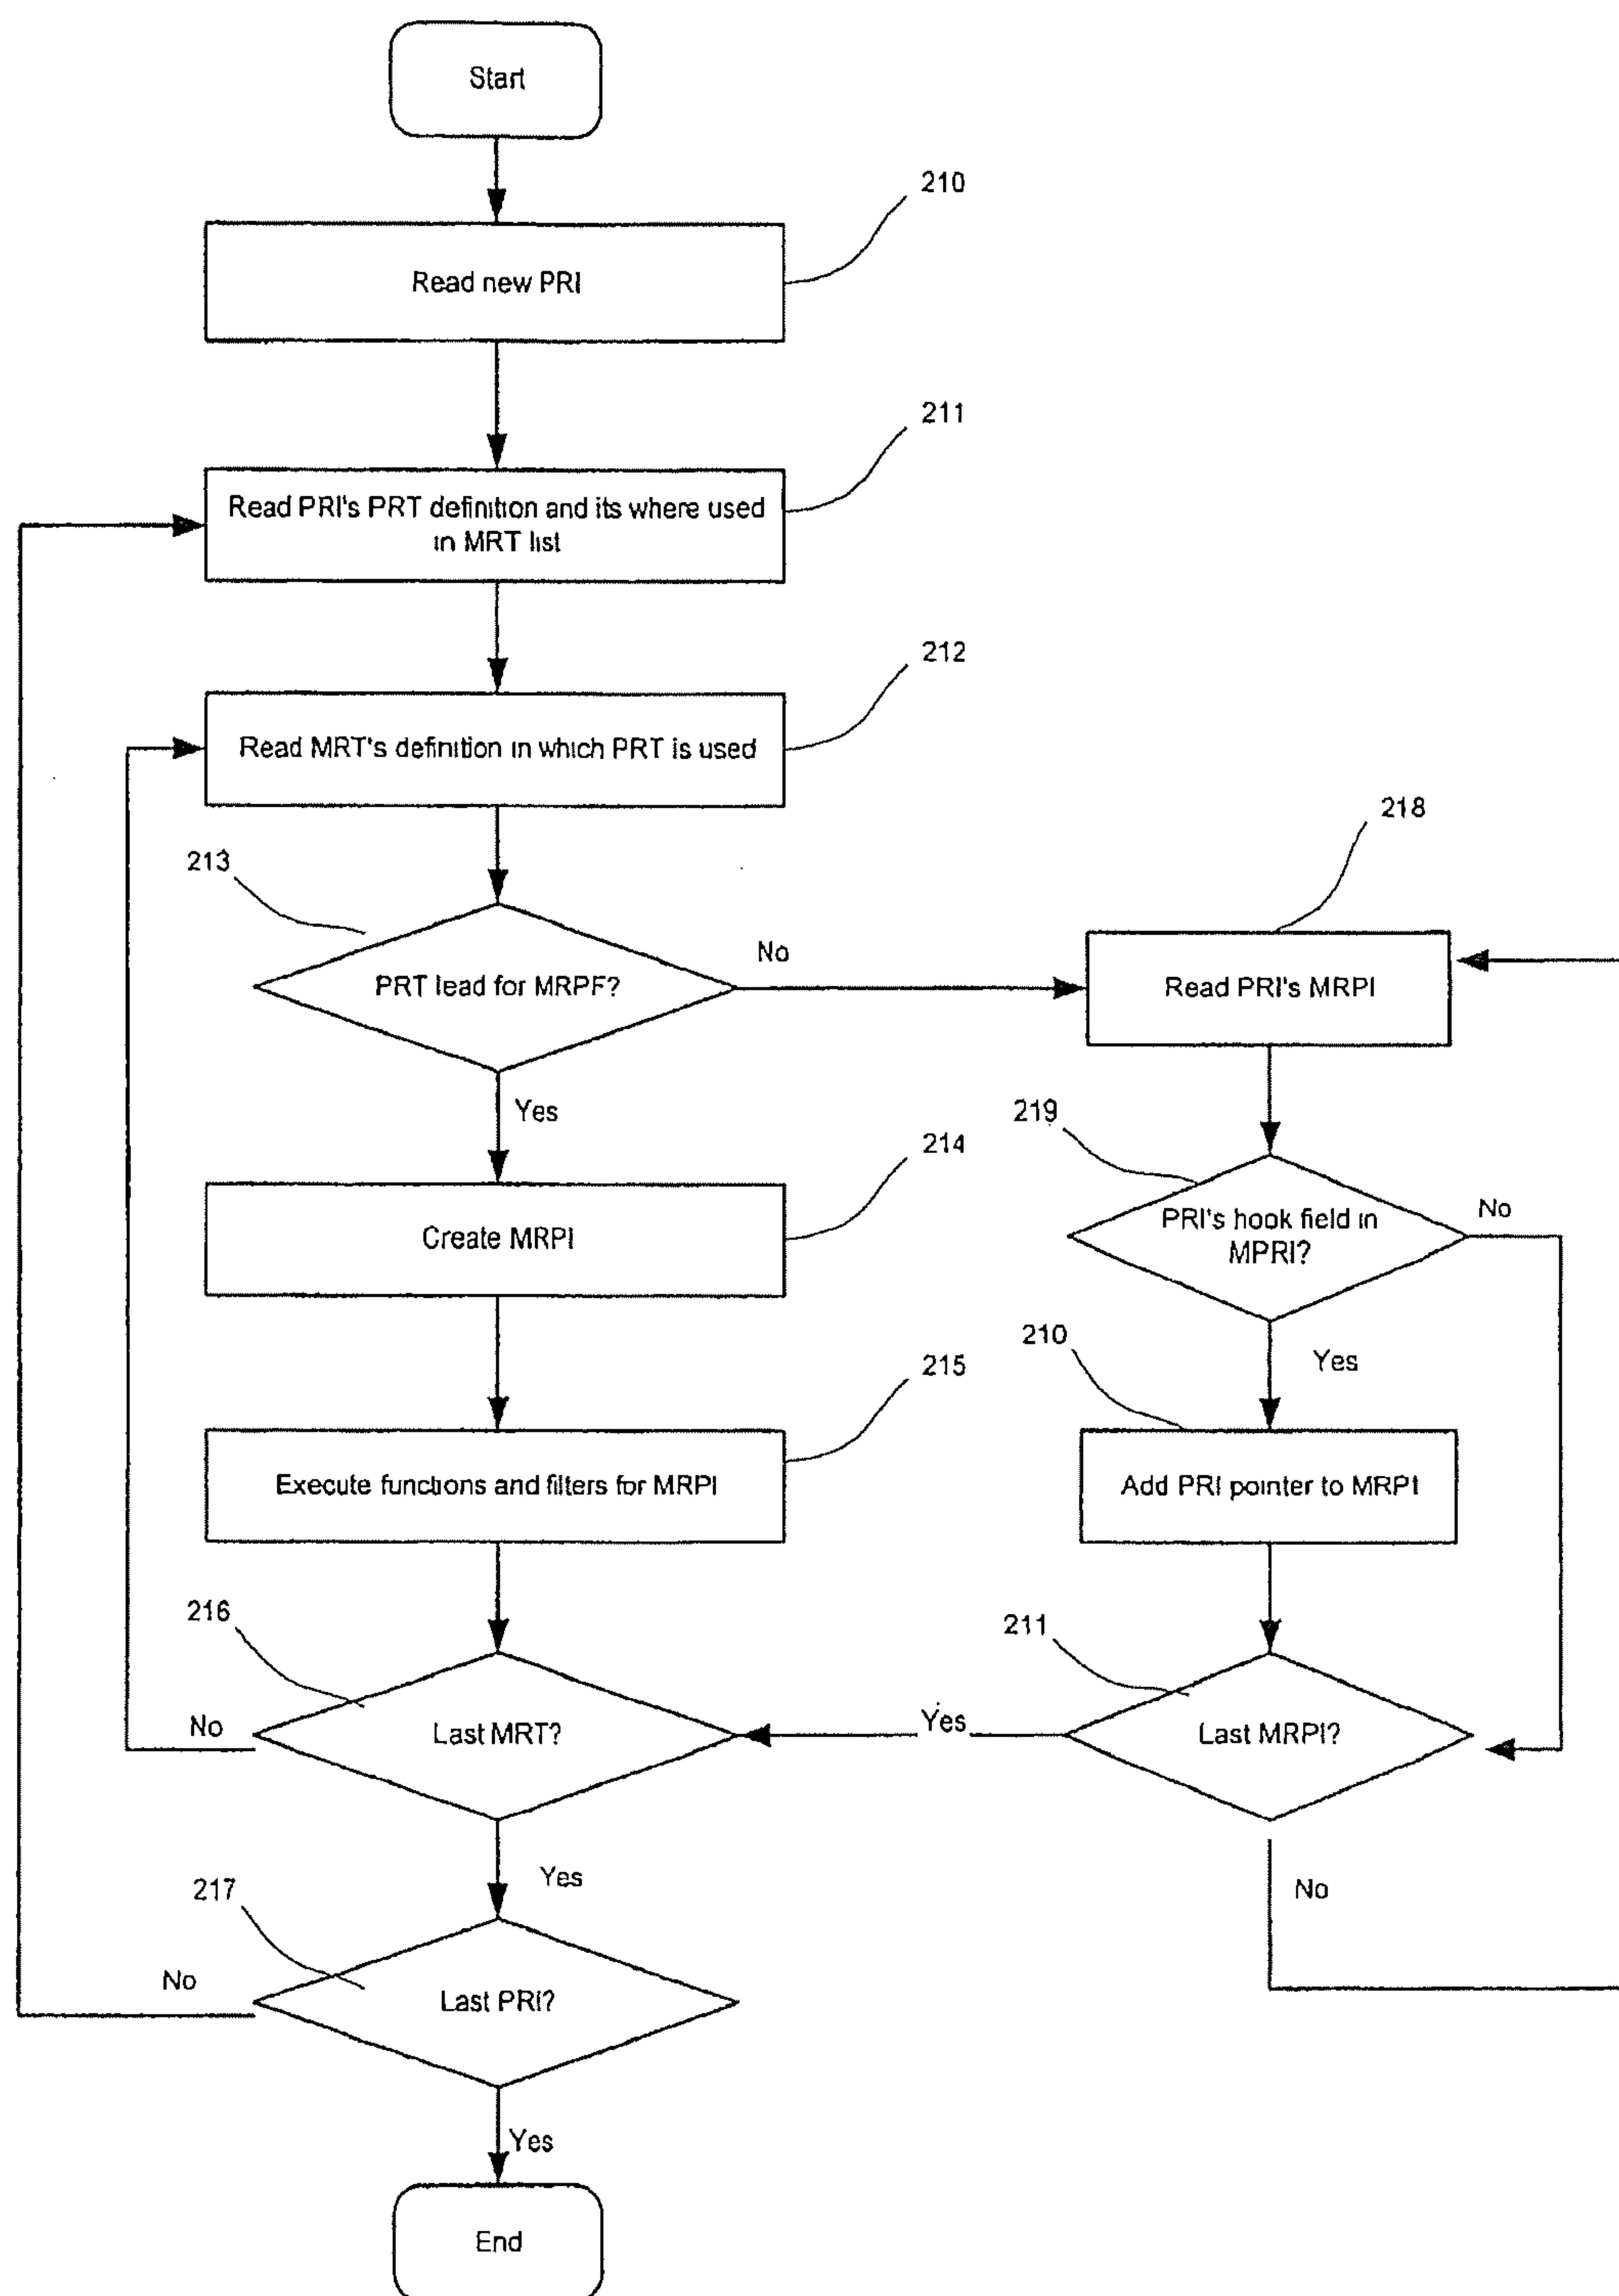 Start
210
Read new PRI
211
Read PRI's PRT definition and its where used
in MRT list
212
Read MRT's definition in which PRT is used
213
PRT lead for MRPF?
No
218
Read PRI's MRPI
Yes
219
PRI's hook field in
MPRI?
No
214
Create MRPI
210
Yes
215
Execute functions and filters for MRPI
Add PRI pointer to MRPI
216
Last MRT?
No
211
Yes
Last MRPI?
Yes
No
217
Last PRI?
No
Yes
End